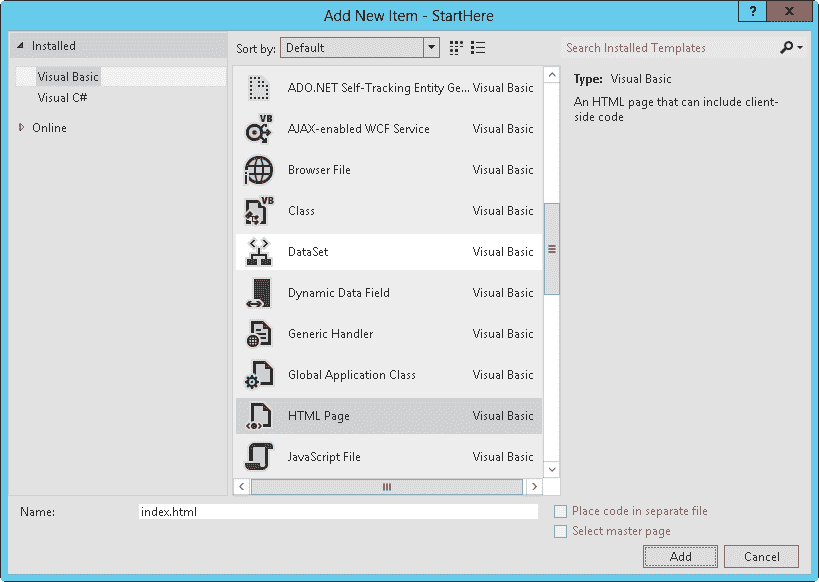 Add New Item - StartHere
?
X
Installed
Sort by: Default
Search Installed Templates
Visual Basic
Visual C#
Online
ADO.NET Self-Tracking Entity Ge... Visual Basic
VB
AJAX-enabled WCF Service Visual Basic
Browser File Visual Basic
VB
Class Visual Basic
DataSet Visual Basic
Dynamic Data Field Visual Basic
Generic Handler Visual Basic
Global Application Class Visual Basic
HTML Page Visual Basic
JavaScript File Visual Basic
Type: Visual Basic
An HTML page that can include client-
side code
Name: index.html
Place code in separate file
Select master page
Add
Cancel